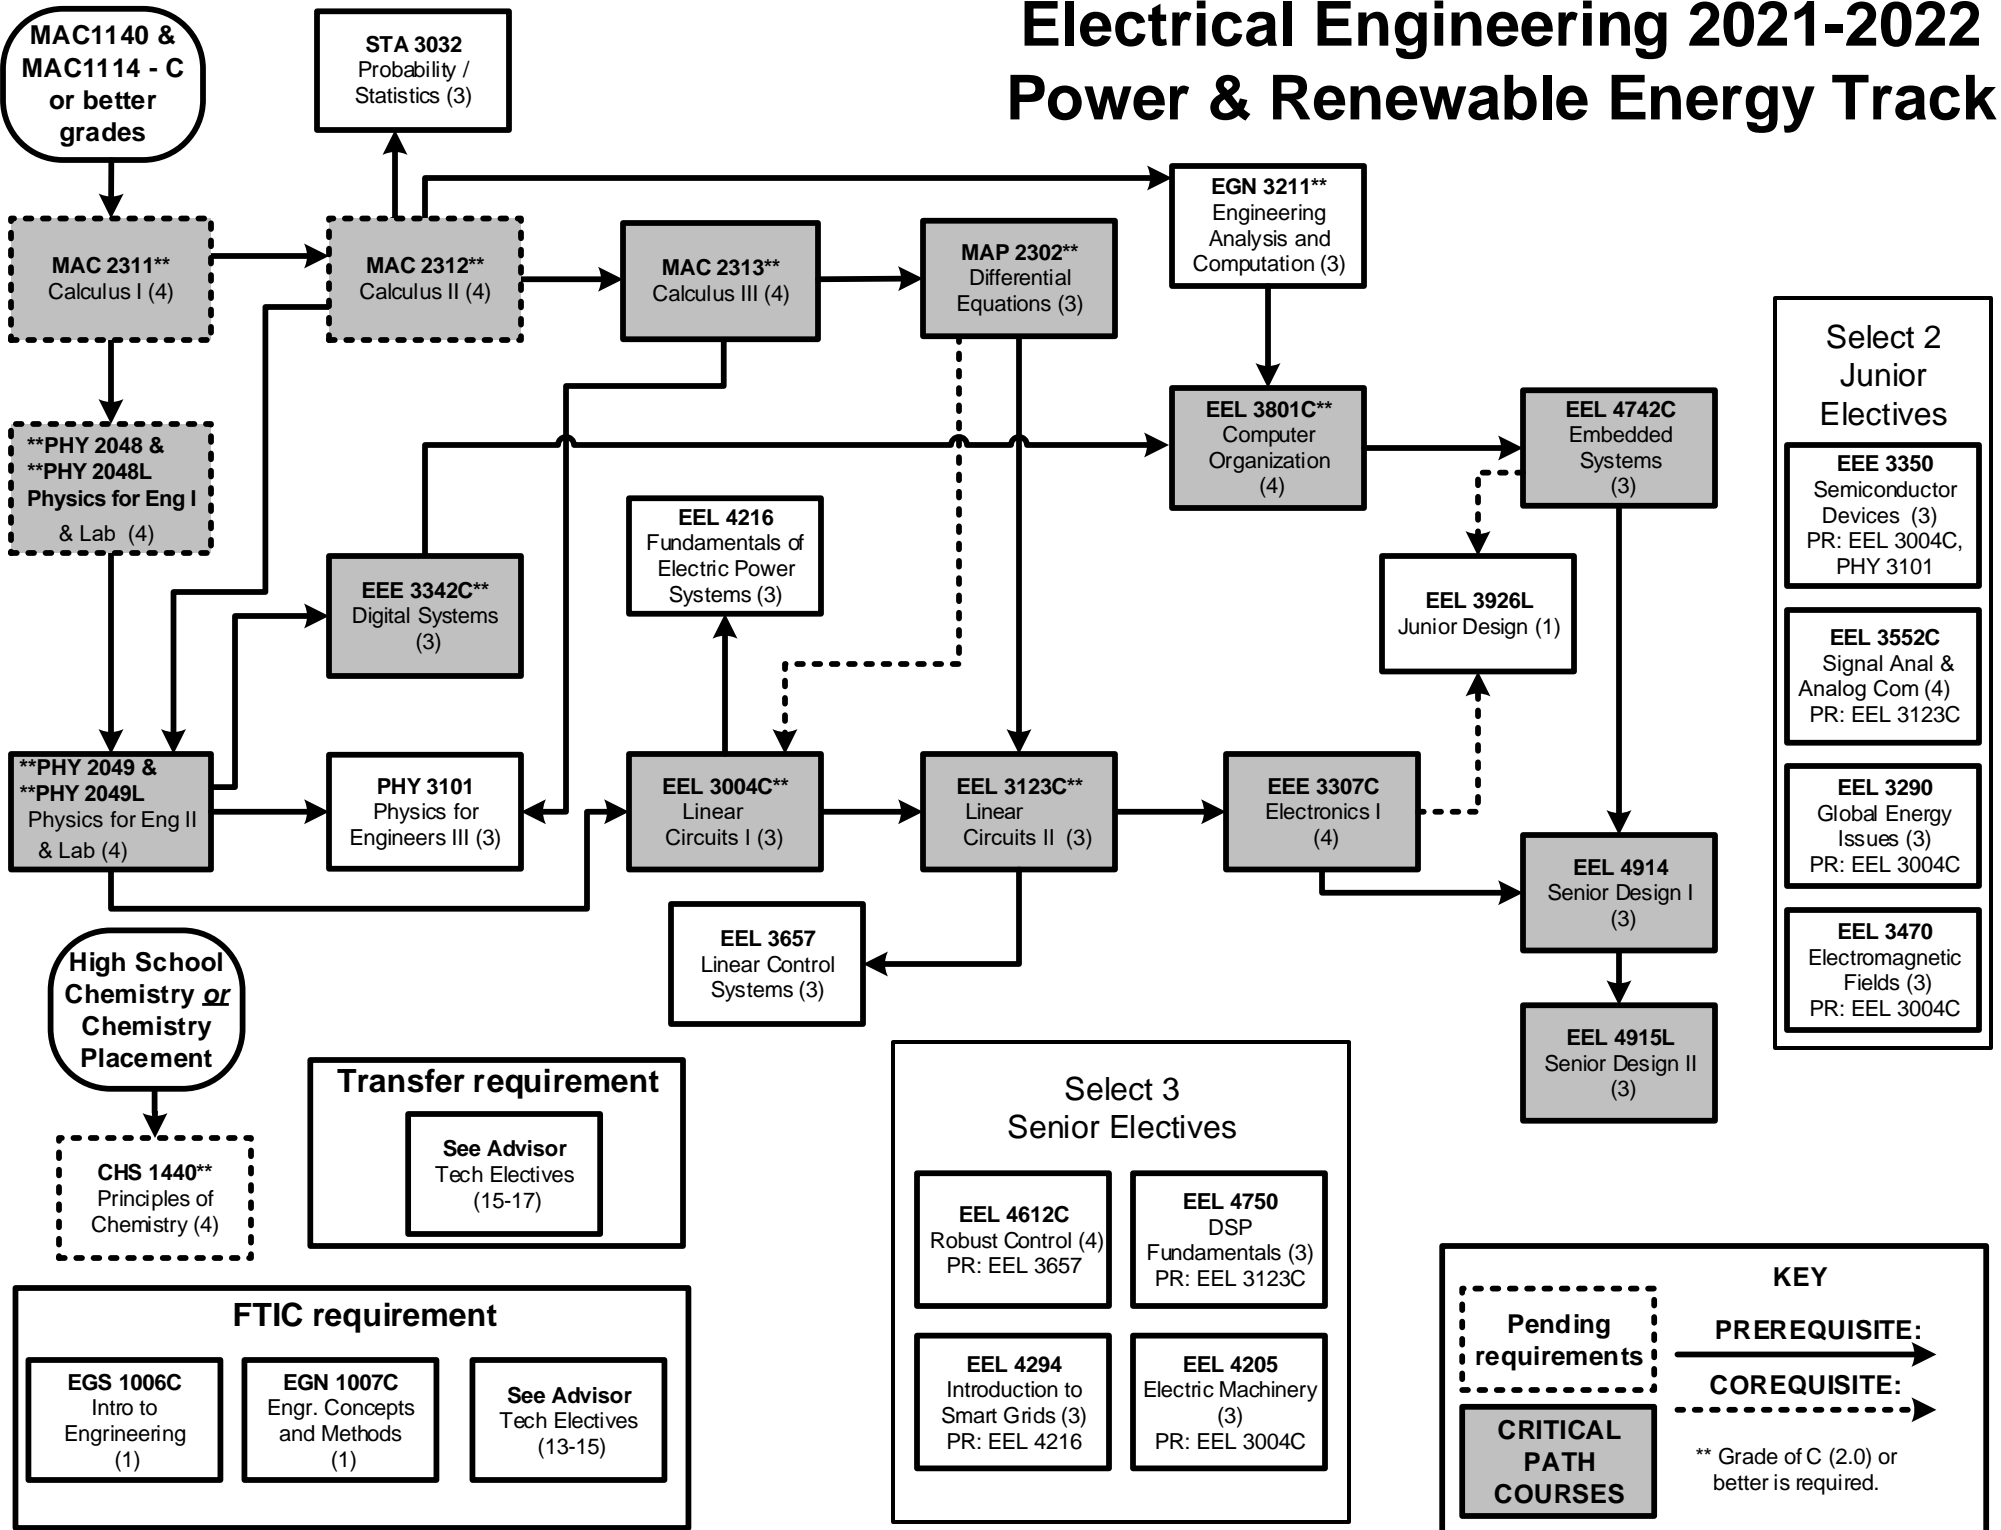 Electrical Engineering 2021-2022
Power & Renewable Energy Track
MAC1140 &
MAC1114 - C
or better
grades
STA 3032
Probability /
Statistics (3)
EGN 3211**
Engineering
Analysis and
Computation (3)
MAC 2311**
Calculus I (4)
MAC 2312**
Calculus II (4)
MAC 2313**
Calculus III (4)
MAP 2302**
Differential
Equations (3)
**PHY 2048 &
**PHY 2048L
Physics for Eng I
& Lab (4)
EEL 3801C**
Computer
Organization
(4)
EEL 4742C
Embedded
Systems
(3)
EEL 4216
Fundamentals of
Electric Power
Systems (3)
EEE 3342C**
Digital Systems
(3)
EEL 3926L
Junior Design (1)
**PHY 2049 &
**PHY 2049L
Physics for Eng II
& Lab (4)
PHY 3101
Physics for
Engineers III (3)
EEL 3004C**
Linear
Circuits I (3)
EEL 3123C**
Linear
Circuits II (3)
EEE 3307C
Electronics I
(4)
EEL 4914
Senior Design I
(3)
EEL 3657
Linear Control
Systems (3)
EEL 4915L
Senior Design II
(3)
Select 2
Junior
Electives
EEE 3350
Semiconductor
Devices (3)
PR: EEL 3004C,
PHY 3101
EEL 3552C
Signal Anal &
Analog Com (4)
PR: EEL 3123C
EEL 3290
Global Energy
Issues (3)
PR: EEL 3004C
EEL 3470
Electromagnetic
Fields (3)
PR: EEL 3004C
High School
Chemistry or
Chemistry
Placement
CHS 1440**
Principles of
Chemistry (4)
Transfer requirement
See Advisor
Tech Electives
(15-17)
FTIC requirement
EGS 1006C
Intro to
Engrineering
(1)
EGN 1007C
Engr. Concepts
and Methods
(1)
See Advisor
Tech Electives
(13-15)
Select 3
Senior Electives
EEL 4612C
Robust Control (4)
PR: EEL 3657
EEL 4750
DSP
Fundamentals (3)
PR: EEL 3123C
EEL 4294
Introduction to
Smart Grids (3)
PR: EEL 4216
EEL 4205
Electric Machinery
(3)
PR: EEL 3004C
KEY
Pending
requirements
PREREQUISITE:
COREQUISITE:
CRITICAL
PATH
COURSES
** Grade of C (2.0) or
better is required.